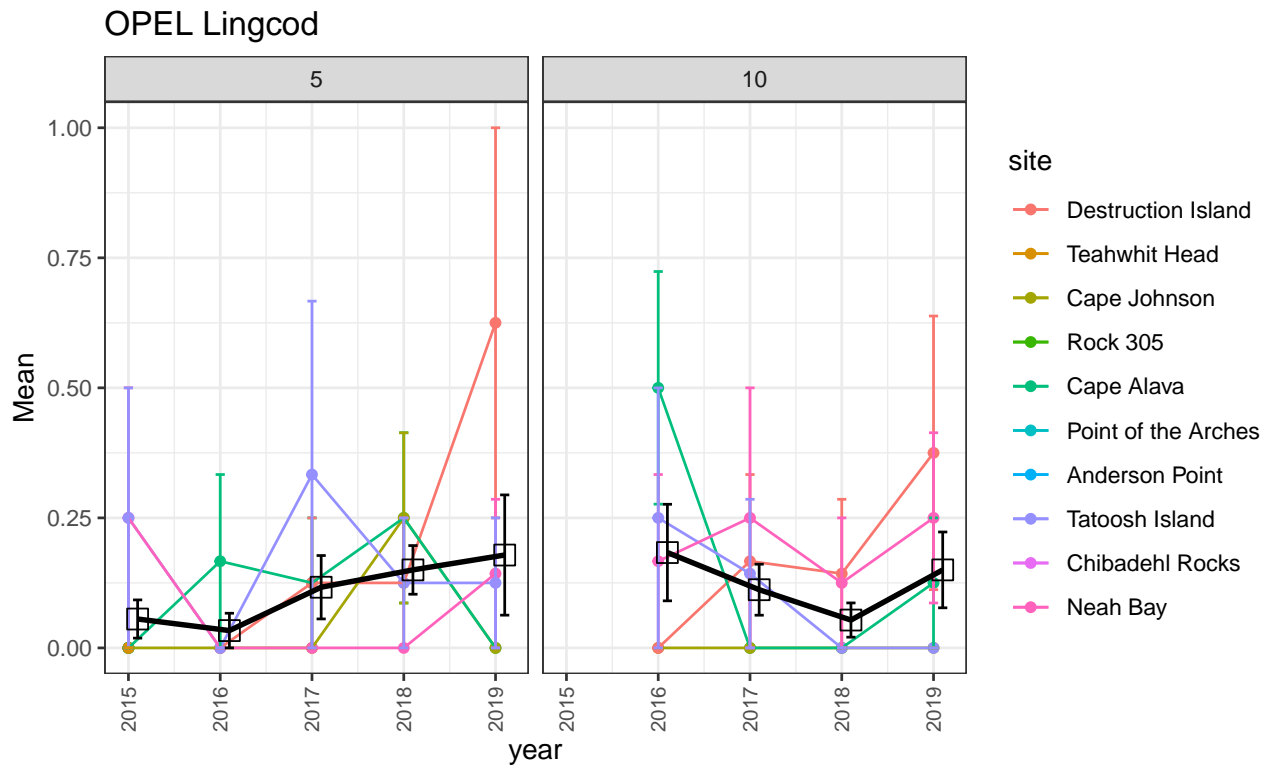 OPEL Lingcod
5
10
1.00
0.75
0.50
0.25
0.00
Mean
2015
2016
2017
2018
2019
2015
2016
2017
2018
2019
year
site
Destruction Island
Teahwhit Head
Cape Johnson
Rock 305
Cape Alava
Point of the Arches
Anderson Point
Tatoosh Island
Chibadehl Rocks
Neah Bay